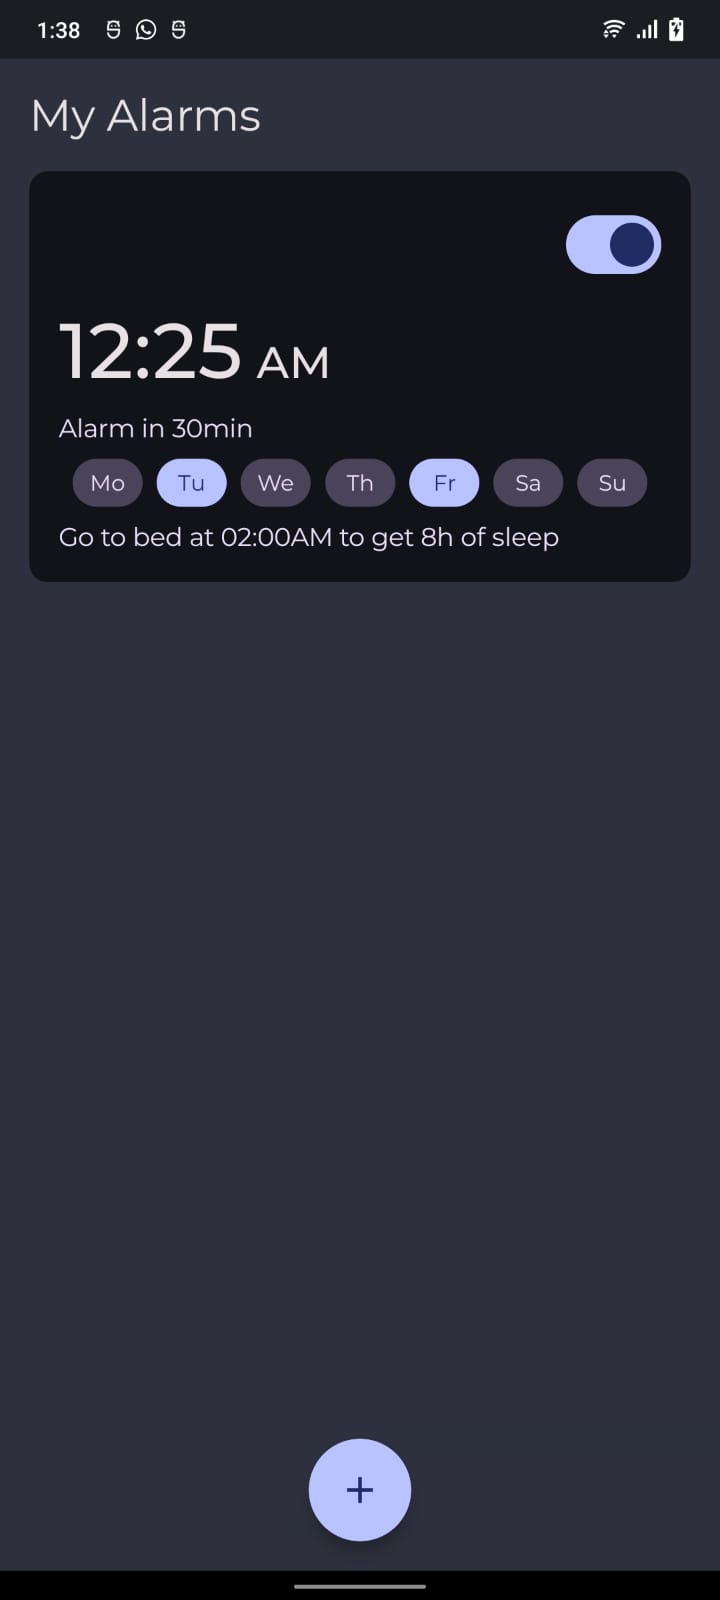 1:38
My Alarms
12:25 AM
Alarm in 30min
Mo Tu We Th Fr Sa Su
Go to bed at 02:00AM to get 8h of sleep
+